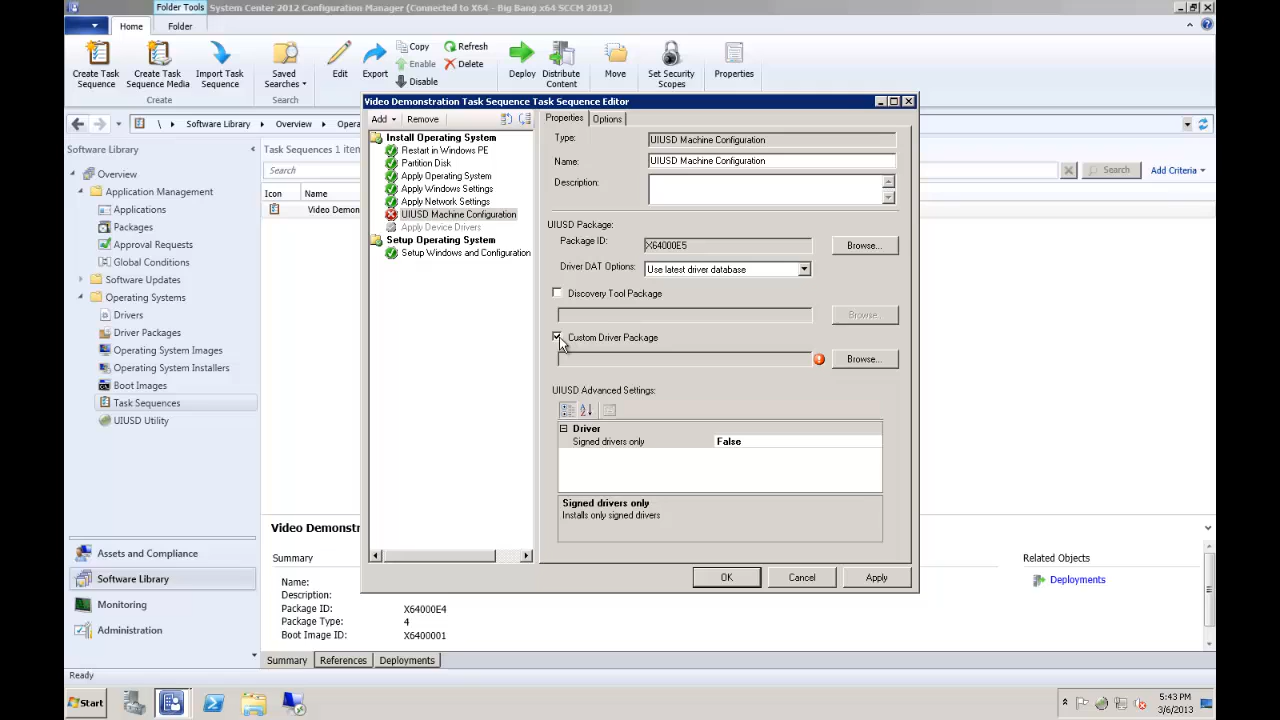 Folder Tools
System Center 2012 Configuration Manager (Connected to X64 - Big Bang x64 SCCM 2012)
Home
Folder
Create Task Sequence
Create Task Sequence Media
Import Task Sequence
Create
Saved Searches
Search
Edit
Export
Copy
Enable
Disable
Refresh
Delete
Deploy
Distribute Content
Move
Set Security Scopes
Properties
\ Software Library
Overview
Opera
Software Library
Overview
Application Management
Applications
Packages
Approval Requests
Global Conditions
Software Updates
Operating Systems
Drivers
Driver Packages
Operating System Images
Operating System Installers
Boot Images
Task Sequences
UIUSD Utility
Assets and Compliance
Software Library
Monitoring
Administration
Task Sequences 1 iten
Search
Search
Add Criteria
Icon
Name
Video Demon
Video Demonstration Task Sequence Task Sequence Editor
Add
Remove
Install Operating System
Restart in Windows PE
Partition Disk
Apply Operating System
Apply Windows Settings
Apply Network Settings
UIUSD Machine Configuration
Apply Device Drivers
Setup Operating System
Setup Windows and Configuration
Properties
Options
Type:
UIUSD Machine Configuration
Name:
UIUSD Machine Configuration
Description:
UIUSD Package:
Package ID:
X64000E5
Browse...
Driver DAT Options:
Use latest driver database
Discovery Tool Package
Browse...
Custom Driver Package
Browse...
UIUSD Advanced Settings:
Driver
Signed drivers only
False
Signed drivers only
Installs only signed drivers
OK
Cancel
Apply
Video Demonstr
Summary
Name:
Description:
Package ID:
X64000E4
Package Type:
4
Boot Image ID:
X6400001
Related Objects
Deployments
Summary
References
Deployments
Ready
Start
5:43 PM
3/6/2013